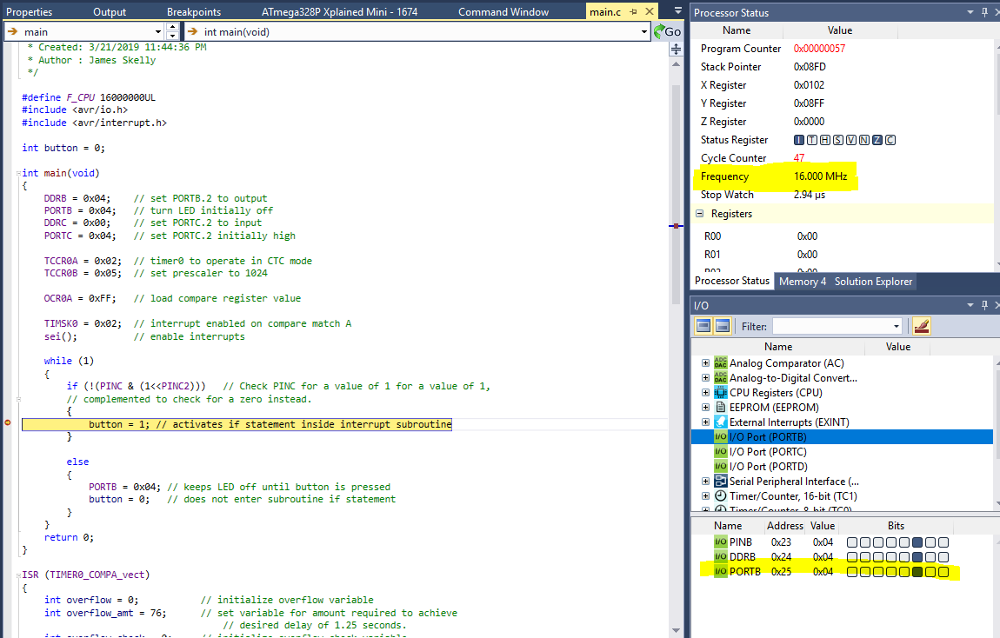 Properties Output Breakpoints ATmega328P Xplained Mini - 1674 Command Window main.c
main int main(void) Go
 * Created: 3/21/2019 11:44:36 PM
 * Author : James Skelly
 */
#define F_CPU 16000000UL
#include <avr/io.h>
#include <avr/interrupt.h>
int button = 0;
int main(void)
{
    DDRB = 0x04;    // set PORTB.2 to output
    PORTB = 0x04;   // turn LED initially off
    DDRC = 0x00;    // set PORTC.2 to input
    PORTC = 0x04;   // set PORTC.2 initially high
    TCCR0A = 0x02;  // timer0 to operate in CTC mode
    TCCR0B = 0x05;  // set prescaler to 1024
    OCR0A = 0xFF;   // load compare register value
    TIMSK0 = 0x02;  // interrupt enabled on compare match A
    sei();          // enable interrupts
    while (1)
    {
        if (!(PINC & (1<<PINC2)))   // Check PINC for a value of 1 for a value of 1,
        // complemented to check for a zero instead.
        {
            button = 1; // activates if statement inside interrupt subroutine
        }
        else
        {
            PORTB = 0x04; // keeps LED off until button is pressed
            button = 0;   // does not enter subroutine if statement
        }
    }
    return 0;
}
ISR (TIMER0_COMPA_vect)
{
    int overflow = 0;           // initialize overflow variable
    int overflow_amt = 76;      // set variable for amount required to achieve
                                    // desired delay of 1.25 seconds.
Processor Status
Name Value
Program Counter 0x00000057
Stack Pointer 0x08FD
X Register 0x0102
Y Register 0x08FF
Z Register 0x0000
Status Register I T H S V N Z C
Cycle Counter 47
Frequency 16.000 MHz
Stop Watch 2.94 µs
Registers
R00 0x00
R01 0x00
R02 0x00
Processor Status Memory 4 Solution Explorer
I/O
Filter:
Name Value
Analog Comparator (AC)
Analog-to-Digital Convert...
CPU Registers (CPU)
EEPROM (EEPROM)
External Interrupts (EXINT)
I/O Port (PORTB)
I/O Port (PORTC)
I/O Port (PORTD)
Serial Peripheral Interface (...
Timer/Counter, 16-bit (TC1)
Timer/Counter, 8-bit (TC0)
Name Address Value Bits
I/O PINB 0x23 0x04
I/O DDRB 0x24 0x04
I/O PORTB 0x25 0x04